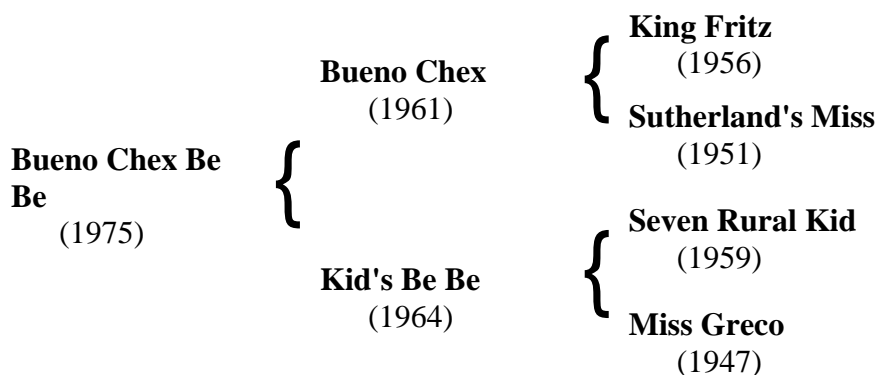 King Fritz
(1956)
Bueno Chex
(1961)
Sutherland's Miss
(1951)
Bueno Chex Be
Be
(1975)
Seven Rural Kid
(1959)
Kid's Be Be
(1964)
Miss Greco
(1947)